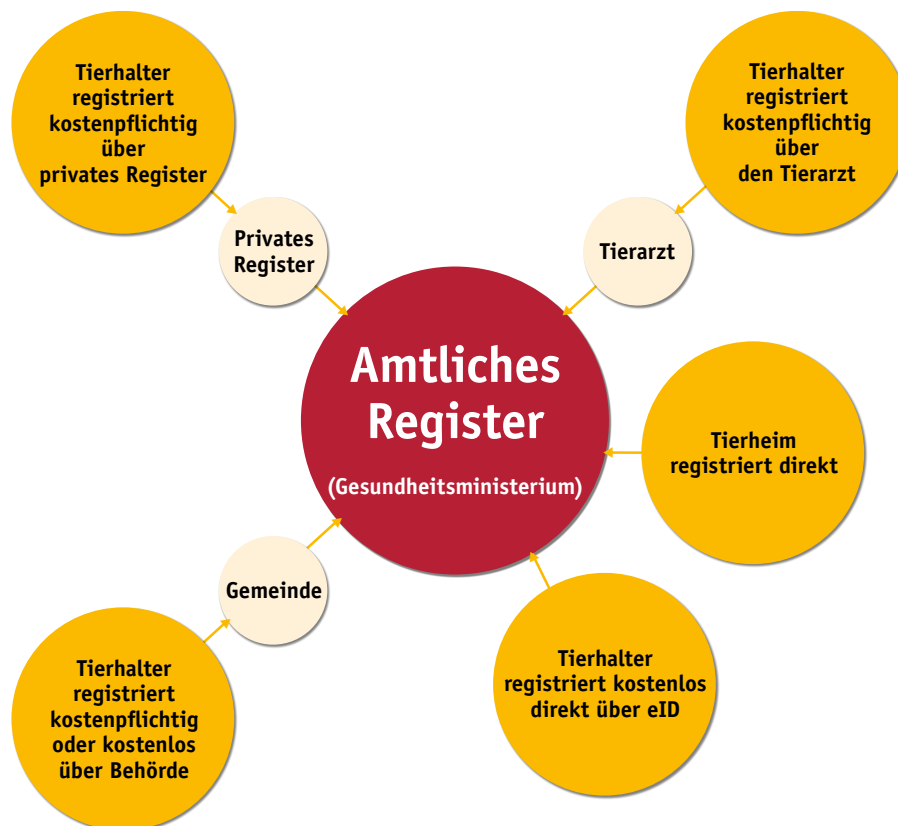 Tierhalter
registriert
kostenpflichtig
über
privates Register
Tierhalter
registriert
kostenpflichtig
über
den Tierarzt
Privates
Register
Tierarzt
Amtliches
Register
(Gesundheitsministerium)
Tierheim
registriert direkt
Gemeinde
Tierhalter
registriert
kostenpflichtig
oder kostenlos
über Behörde
Tierhalter
registriert kostenlos
direkt über eID